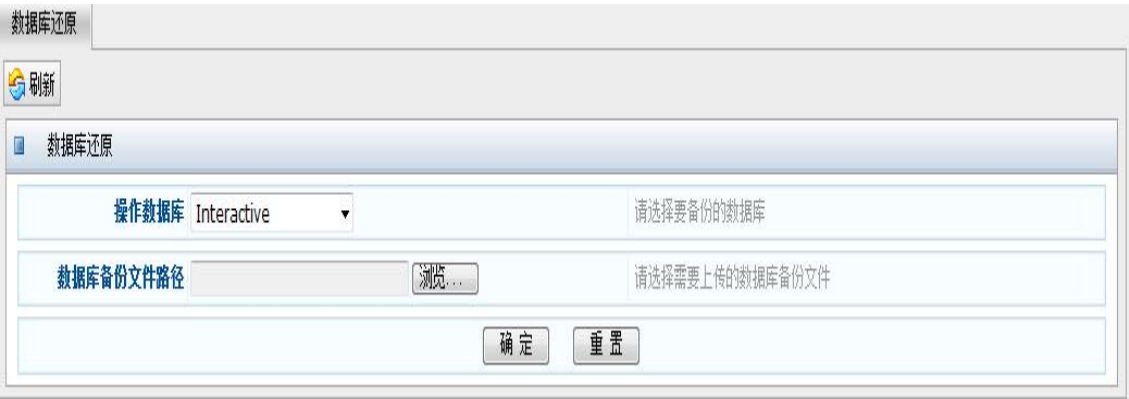 数据库还原
刷新
数据库还原
操作数据库 Interactive 请选择要备份的数据库
数据库备份文件路径 浏览... 请选择需要上传的数据库备份文件
确定 重置